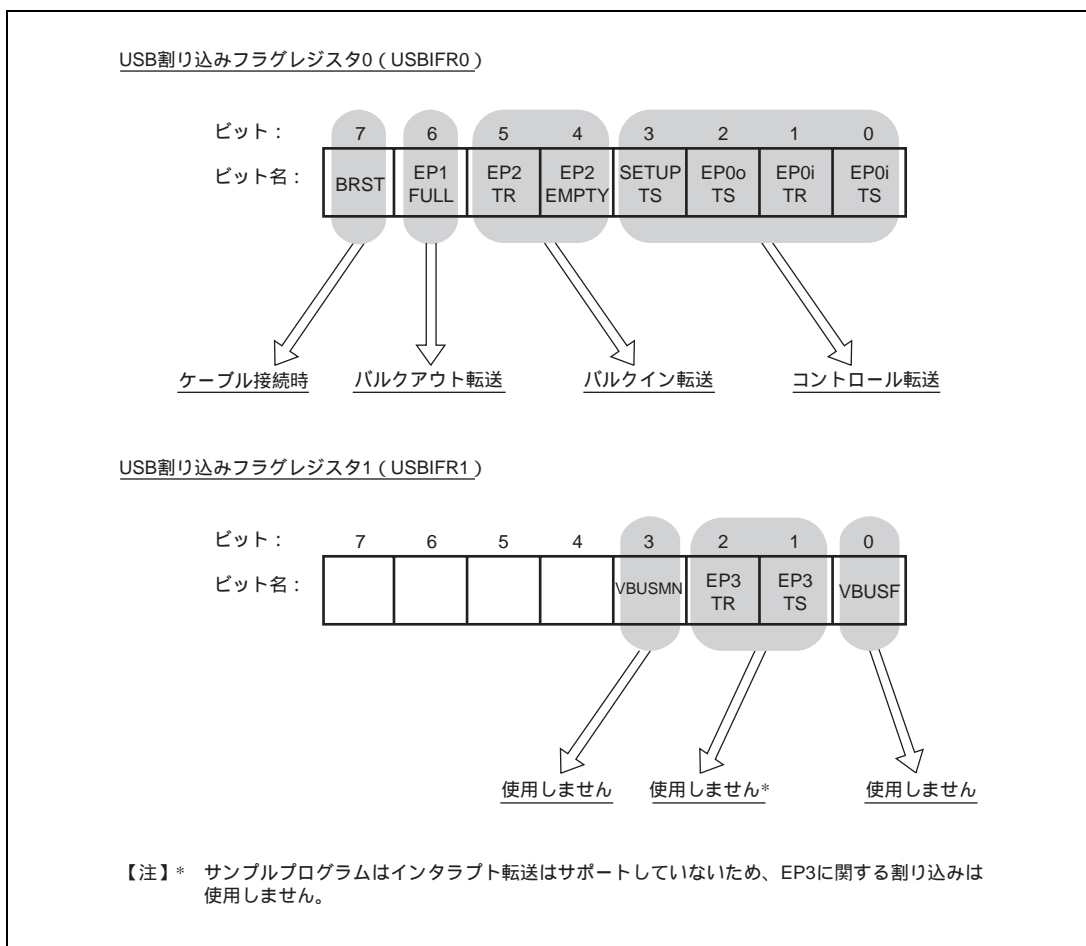 USB割り込みフラグレジスタ0（USBIFR0）
ビット： 7 6 5 4 3 2 1 0
ビット名： BRST EP1 FULL EP2 TR EP2 EMPTY SETUP TS EP0o TS EP0i TR EP0i TS
ケーブル接続時 バルクアウト転送 バルクイン転送 コントロール転送
USB割り込みフラグレジスタ1（USBIFR1）
ビット： 7 6 5 4 3 2 1 0
ビット名： VBUSMN EP3 TR EP3 TS VBUSF
使用しません 使用しません* 使用しません
【注】* サンプルプログラムはインタラプト転送はサポートしていないため、EP3に関する割り込みは
使用しません。